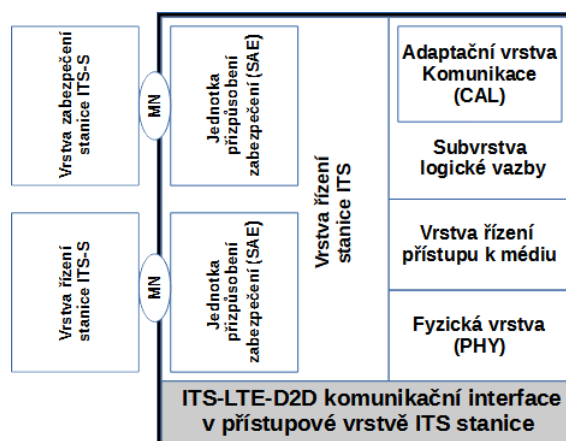 Vrstva zabezpečení
stanice ITS-S
MN
Jednotka
přizpůsobení
zabezpečení (SAE)
Vrstva řízení
stanice ITS-S
MN
Jednotka
přizpůsobení
zabezpečení (SAE)
Vrstva řízení
stanice ITS
Adaptační vrstva
Komunikace
(CAL)
Subvrstva
logické vazby
Vrstva řízení
přístupu k médiu
Fyzická vrstva
(PHY)
ITS-LTE-D2D komunikační interface
v přístupové vrstvě ITS stanice